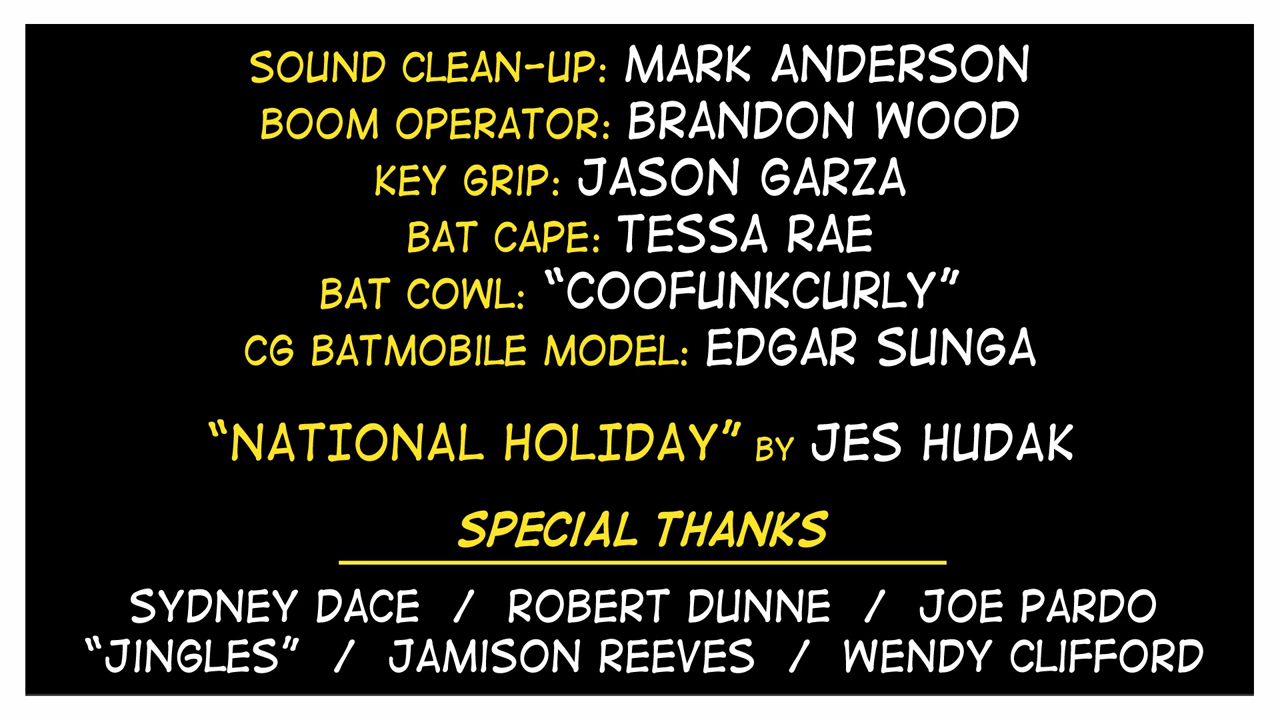 SOUND CLEAN-UP: MARK ANDERSON
BOOM OPERATOR: BRANDON WOOD
KEY GRIP: JASON GARZA
BAT CAPE: TESSA RAE
BAT COWL: "COOFUNKCURLY"
CG BATMOBILE MODEL: EDGAR SUNGA
"NATIONAL HOLIDAY" BY JES HUDAK
SPECIAL THANKS
SYDNEY DACE / ROBERT DUNNE / JOE PARDO
"JINGLES" / JAMISON REEVES / WENDY CLIFFORD